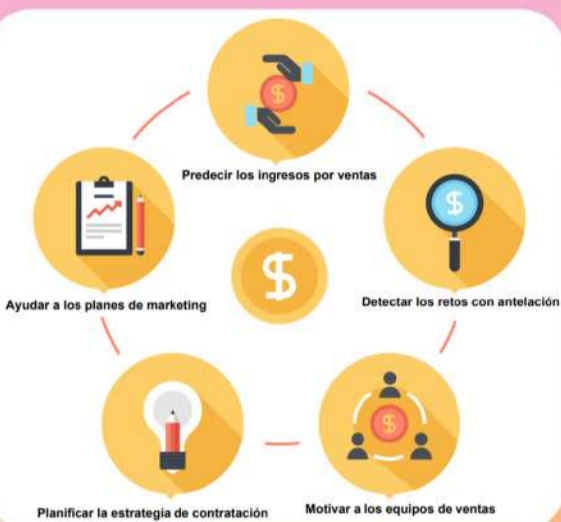 Predecir los ingresos por ventas
Detectar los retos con antelación
Motivar a los equipos de ventas
Planificar la estrategia de contratación
Ayudar a los planes de marketing